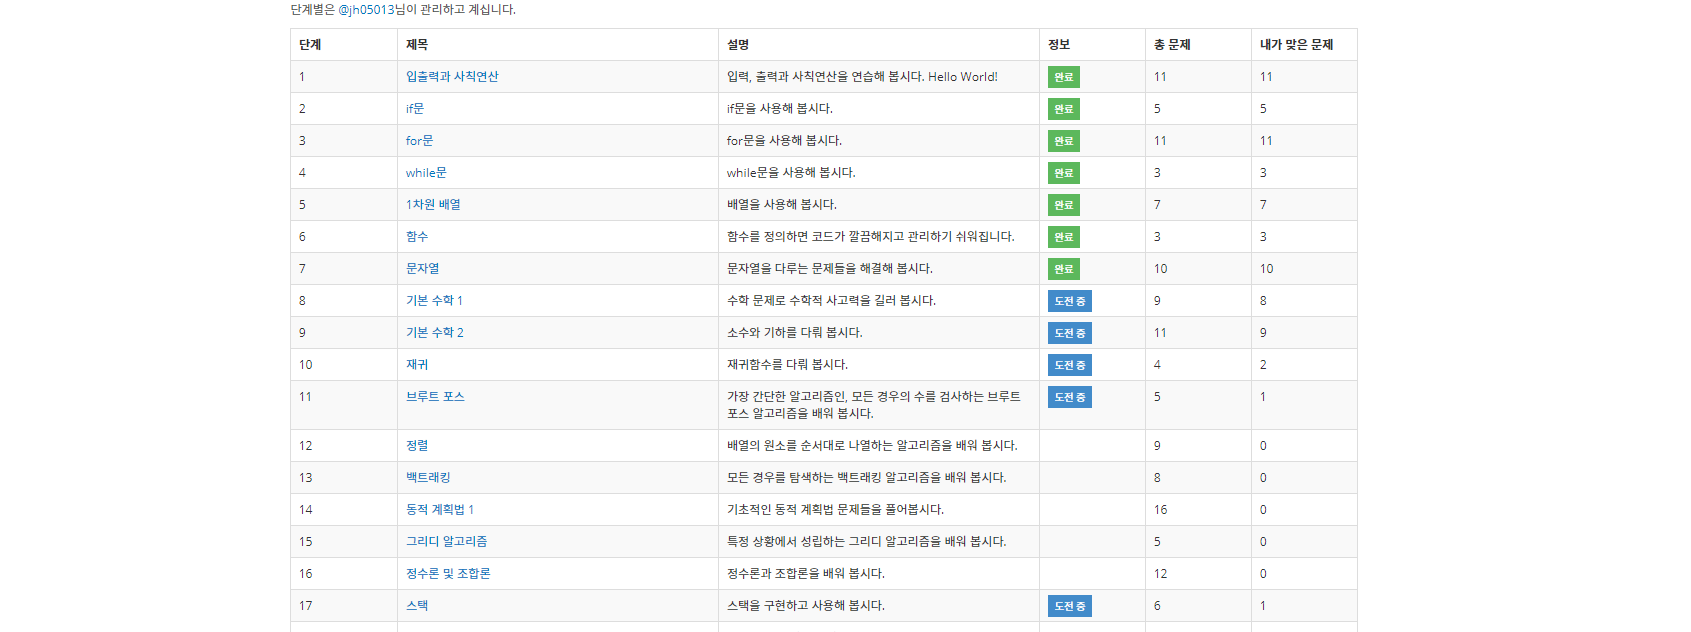 단계별은 @jh05013님이 관리하고 계십니다.
단계 제목 설명 정보 총 문제 내가 맞은 문제
1 입출력과 사칙연산 입력, 출력과 사칙연산을 연습해 봅시다. Hello World! 완료 11 11
2 if문 if문을 사용해 봅시다. 완료 5 5
3 for문 for문을 사용해 봅시다. 완료 11 11
4 while문 while문을 사용해 봅시다. 완료 3 3
5 1차원 배열 배열을 사용해 봅시다. 완료 7 7
6 함수 함수를 정의하면 코드가 깔끔해지고 관리하기 쉬워집니다. 완료 3 3
7 문자열 문자열을 다루는 문제들을 해결해 봅시다. 완료 10 10
8 기본 수학 1 수학 문제로 수학적 사고력을 길러 봅시다. 도전 중 9 8
9 기본 수학 2 소수와 기하를 다뤄 봅시다. 도전 중 11 9
10 재귀 재귀함수를 다뤄 봅시다. 도전 중 4 2
11 브루트 포스 가장 간단한 알고리즘인, 모든 경우의 수를 검사하는 브루트 도전 중 5 1
포스 알고리즘을 배워 봅시다.
12 정렬 배열의 원소를 순서대로 나열하는 알고리즘을 배워 봅시다. 9 0
13 백트래킹 모든 경우를 탐색하는 백트래킹 알고리즘을 배워 봅시다. 8 0
14 동적 계획법 1 기초적인 동적 계획법 문제들을 풀어봅시다. 16 0
15 그리디 알고리즘 특정 상황에서 성립하는 그리디 알고리즘을 배워 봅시다. 5 0
16 정수론 및 조합론 정수론과 조합론을 배워 봅시다. 12 0
17 스택 스택을 구현하고 사용해 봅시다. 도전 중 6 1